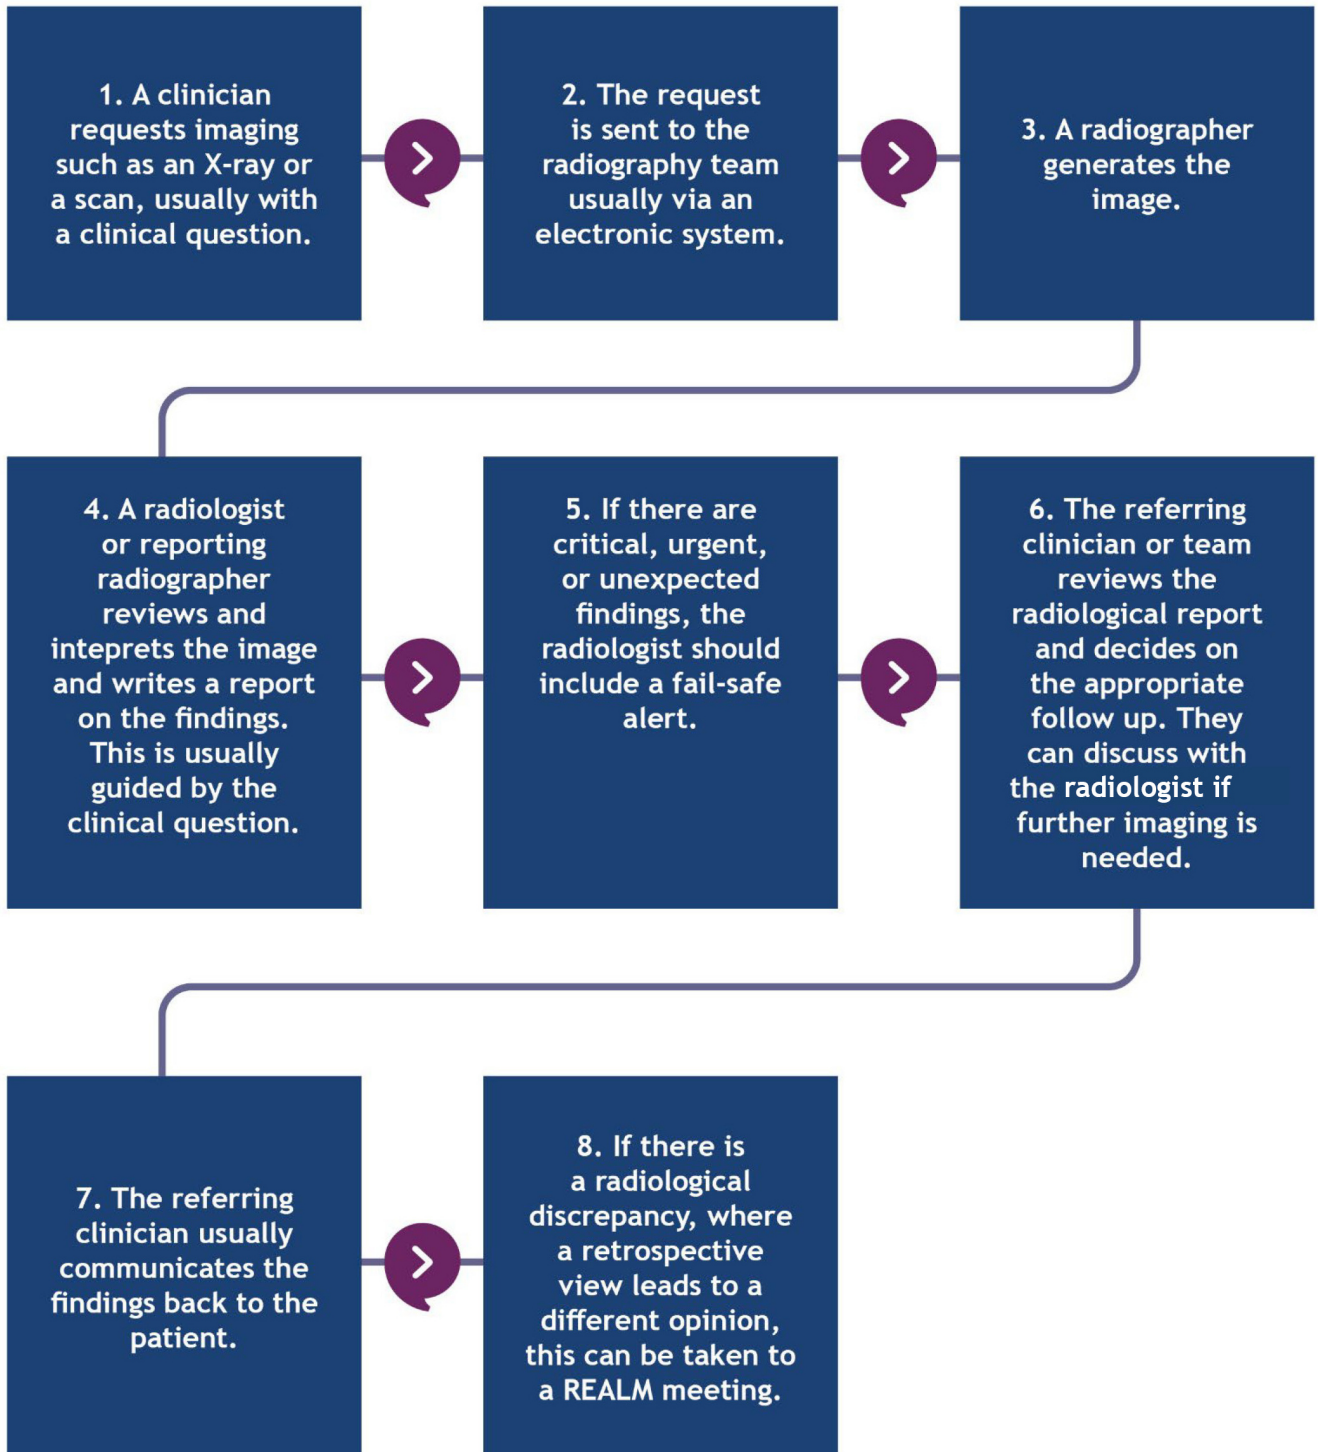 1. A clinician
requests imaging
such as an X-ray or
a scan, usually with
a clinical question.
2. The request
is sent to the
radiography team
usually via an
electronic system.
3. A radiographer
generates the
image.
4. A radiologist
or reporting
radiographer
reviews and
inteprets the image
and writes a report
on the findings.
This is usually
guided by the
clinical question.
5. If there are
critical, urgent,
or unexpected
findings, the
radiologist should
include a fail-safe
alert.
6. The referring
clinician or team
reviews the
radiological report
and decides on
the appropriate
follow up. They
can discuss with
the radiologist if
further imaging is
needed.
7. The referring
clinician usually
communicates the
findings back to the
patient.
8. If there is
a radiological
discrepancy, where
a retrospective
view leads to a
different opinion,
this can be taken to
a REALM meeting.